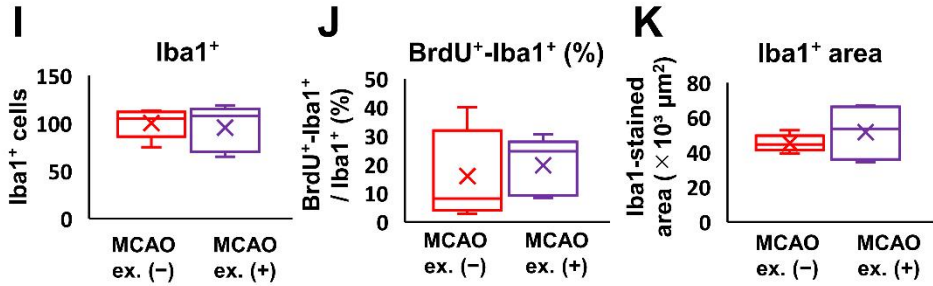 I
Iba1⁺
Iba1⁺ cells
150
100
50
0
MCAO
ex. (−)
MCAO
ex. (+)
J
BrdU⁺-Iba1⁺ (%)
BrdU⁺-Iba1⁺
/ Iba1⁺ (%)
50
40
30
20
10
0
MCAO
ex. (−)
MCAO
ex. (+)
K
Iba1⁺ area
Iba1-stained
area (×10³ μm²)
80
60
40
20
0
MCAO
ex. (−)
MCAO
ex. (+)